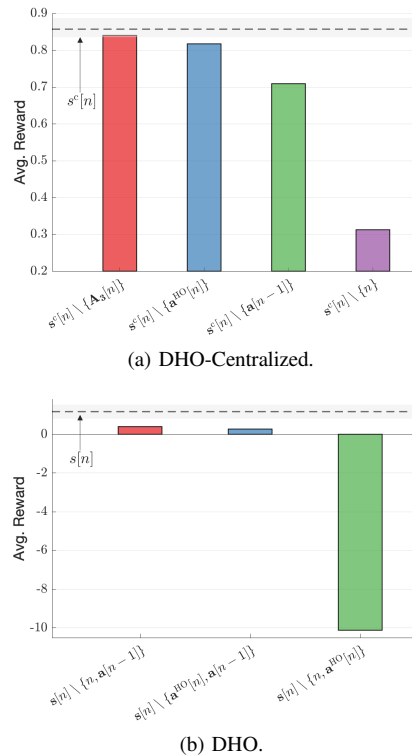 0.9
0.8
0.7
0.6
0.5
0.4
0.3
0.2
Avg. Reward
s^c[n]
s^c[n] \ {A_3[n]}
s^c[n] \ {a^HO[n]}
s^c[n] \ {a[n−1]}
s^c[n] \ {n}
(a) DHO-Centralized.
0
-2
-4
-6
-8
-10
Avg. Reward
s[n]
s[n] \ {n, a[n−1]}
s[n] \ {a^HO[n], a[n−1]}
s[n] \ {n, a^HO[n]}
(b) DHO.